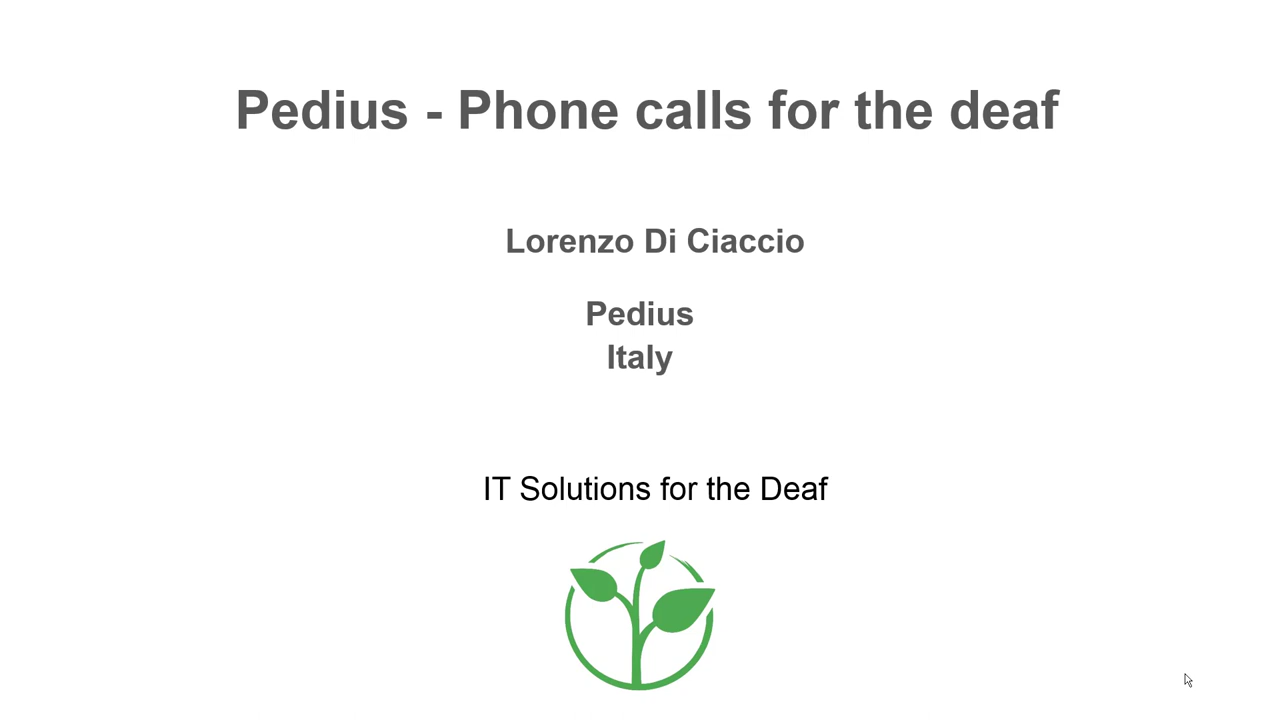 Pedius - Phone calls for the deaf
Lorenzo Di Ciaccio
Pedius
Italy
IT Solutions for the Deaf